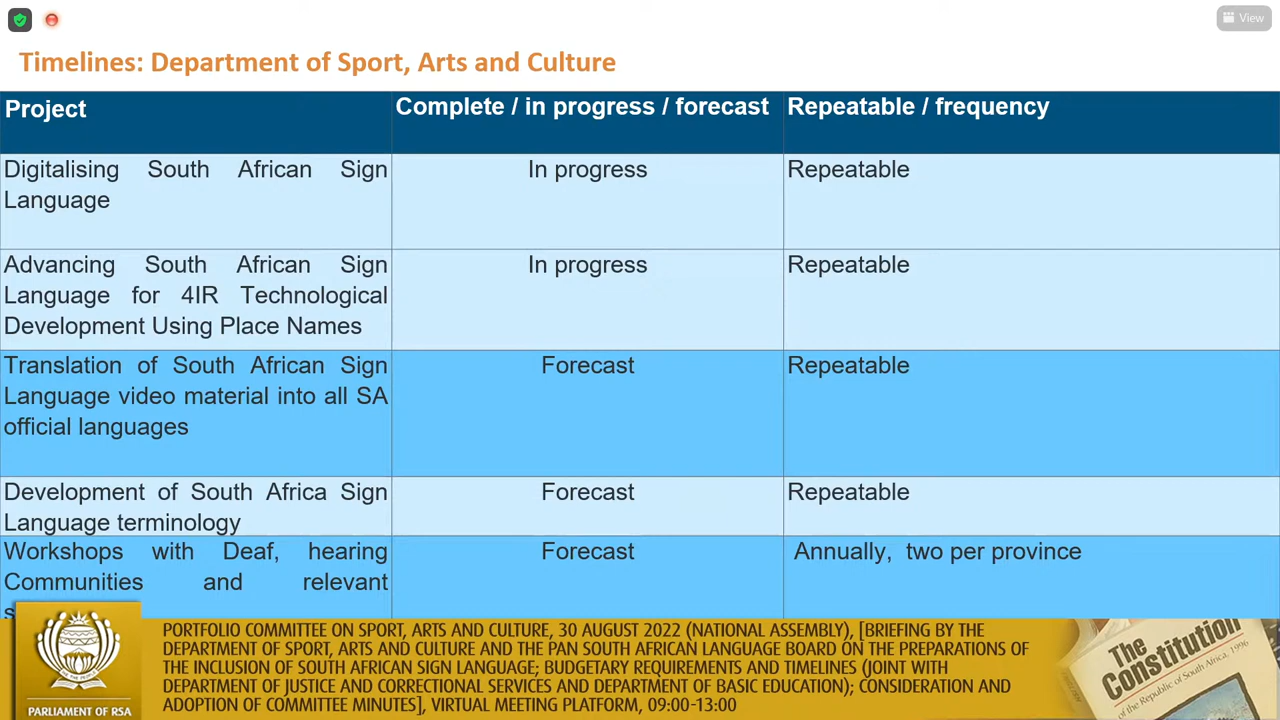 View
Timelines: Department of Sport, Arts and Culture
Project
Complete / in progress / forecast
Repeatable / frequency
Digitalising South African Sign
Language
In progress
Repeatable
Advancing South African Sign
Language for 4IR Technological
Development Using Place Names
In progress
Repeatable
Translation of South African Sign
Language video material into all SA
official languages
Forecast
Repeatable
Development of South Africa Sign
Language terminology
Forecast
Repeatable
Workshops with Deaf, hearing
Communities and relevant
Forecast
Annually, two per province
PORTFOLIO COMMITTEE ON SPORT, ARTS AND CULTURE, 30 AUGUST 2022 (NATIONAL ASSEMBLY), [BRIEFING BY THE
DEPARTMENT OF SPORT, ARTS AND CULTURE AND THE PAN SOUTH AFRICAN LANGUAGE BOARD ON THE PREPARATIONS OF
THE INCLUSION OF SOUTH AFRICAN SIGN LANGUAGE; BUDGETARY REQUIREMENTS AND TIMELINES (JOINT WITH
DEPARTMENT OF JUSTICE AND CORRECTIONAL SERVICES AND DEPARTMENT OF BASIC EDUCATION); CONSIDERATION AND
ADOPTION OF COMMITTEE MINUTES], VIRTUAL MEETING PLATFORM, 09:00-13:00
PARLIAMENT OF RSA
The
Constitution
of the Republic of South Africa, 1996